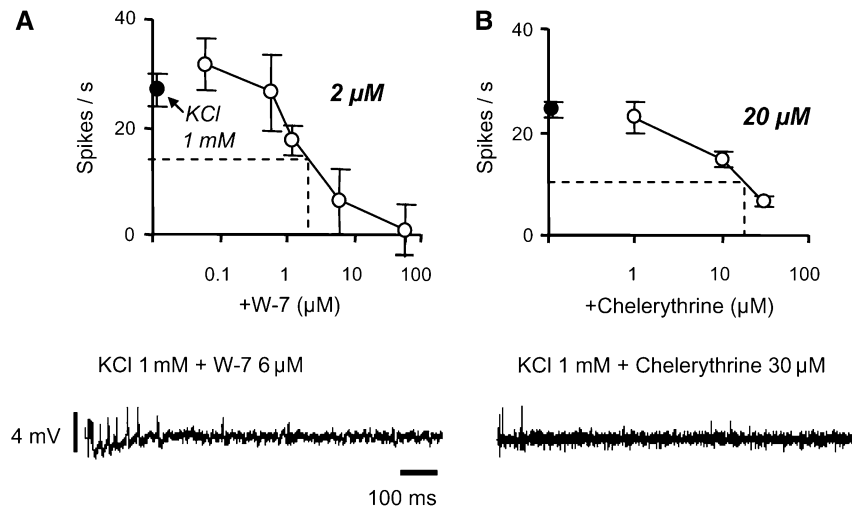 A
B
40
20
0
Spikes / s
KCl
1 mM
2 µM
0.1 1 10 100
+W-7 (µM)
40
20
0
Spikes / s
20 µM
1 10 100
+Chelerythrine (µM)
KCl 1 mM + W-7 6 µM
KCl 1 mM + Chelerythrine 30 µM
4 mV
100 ms